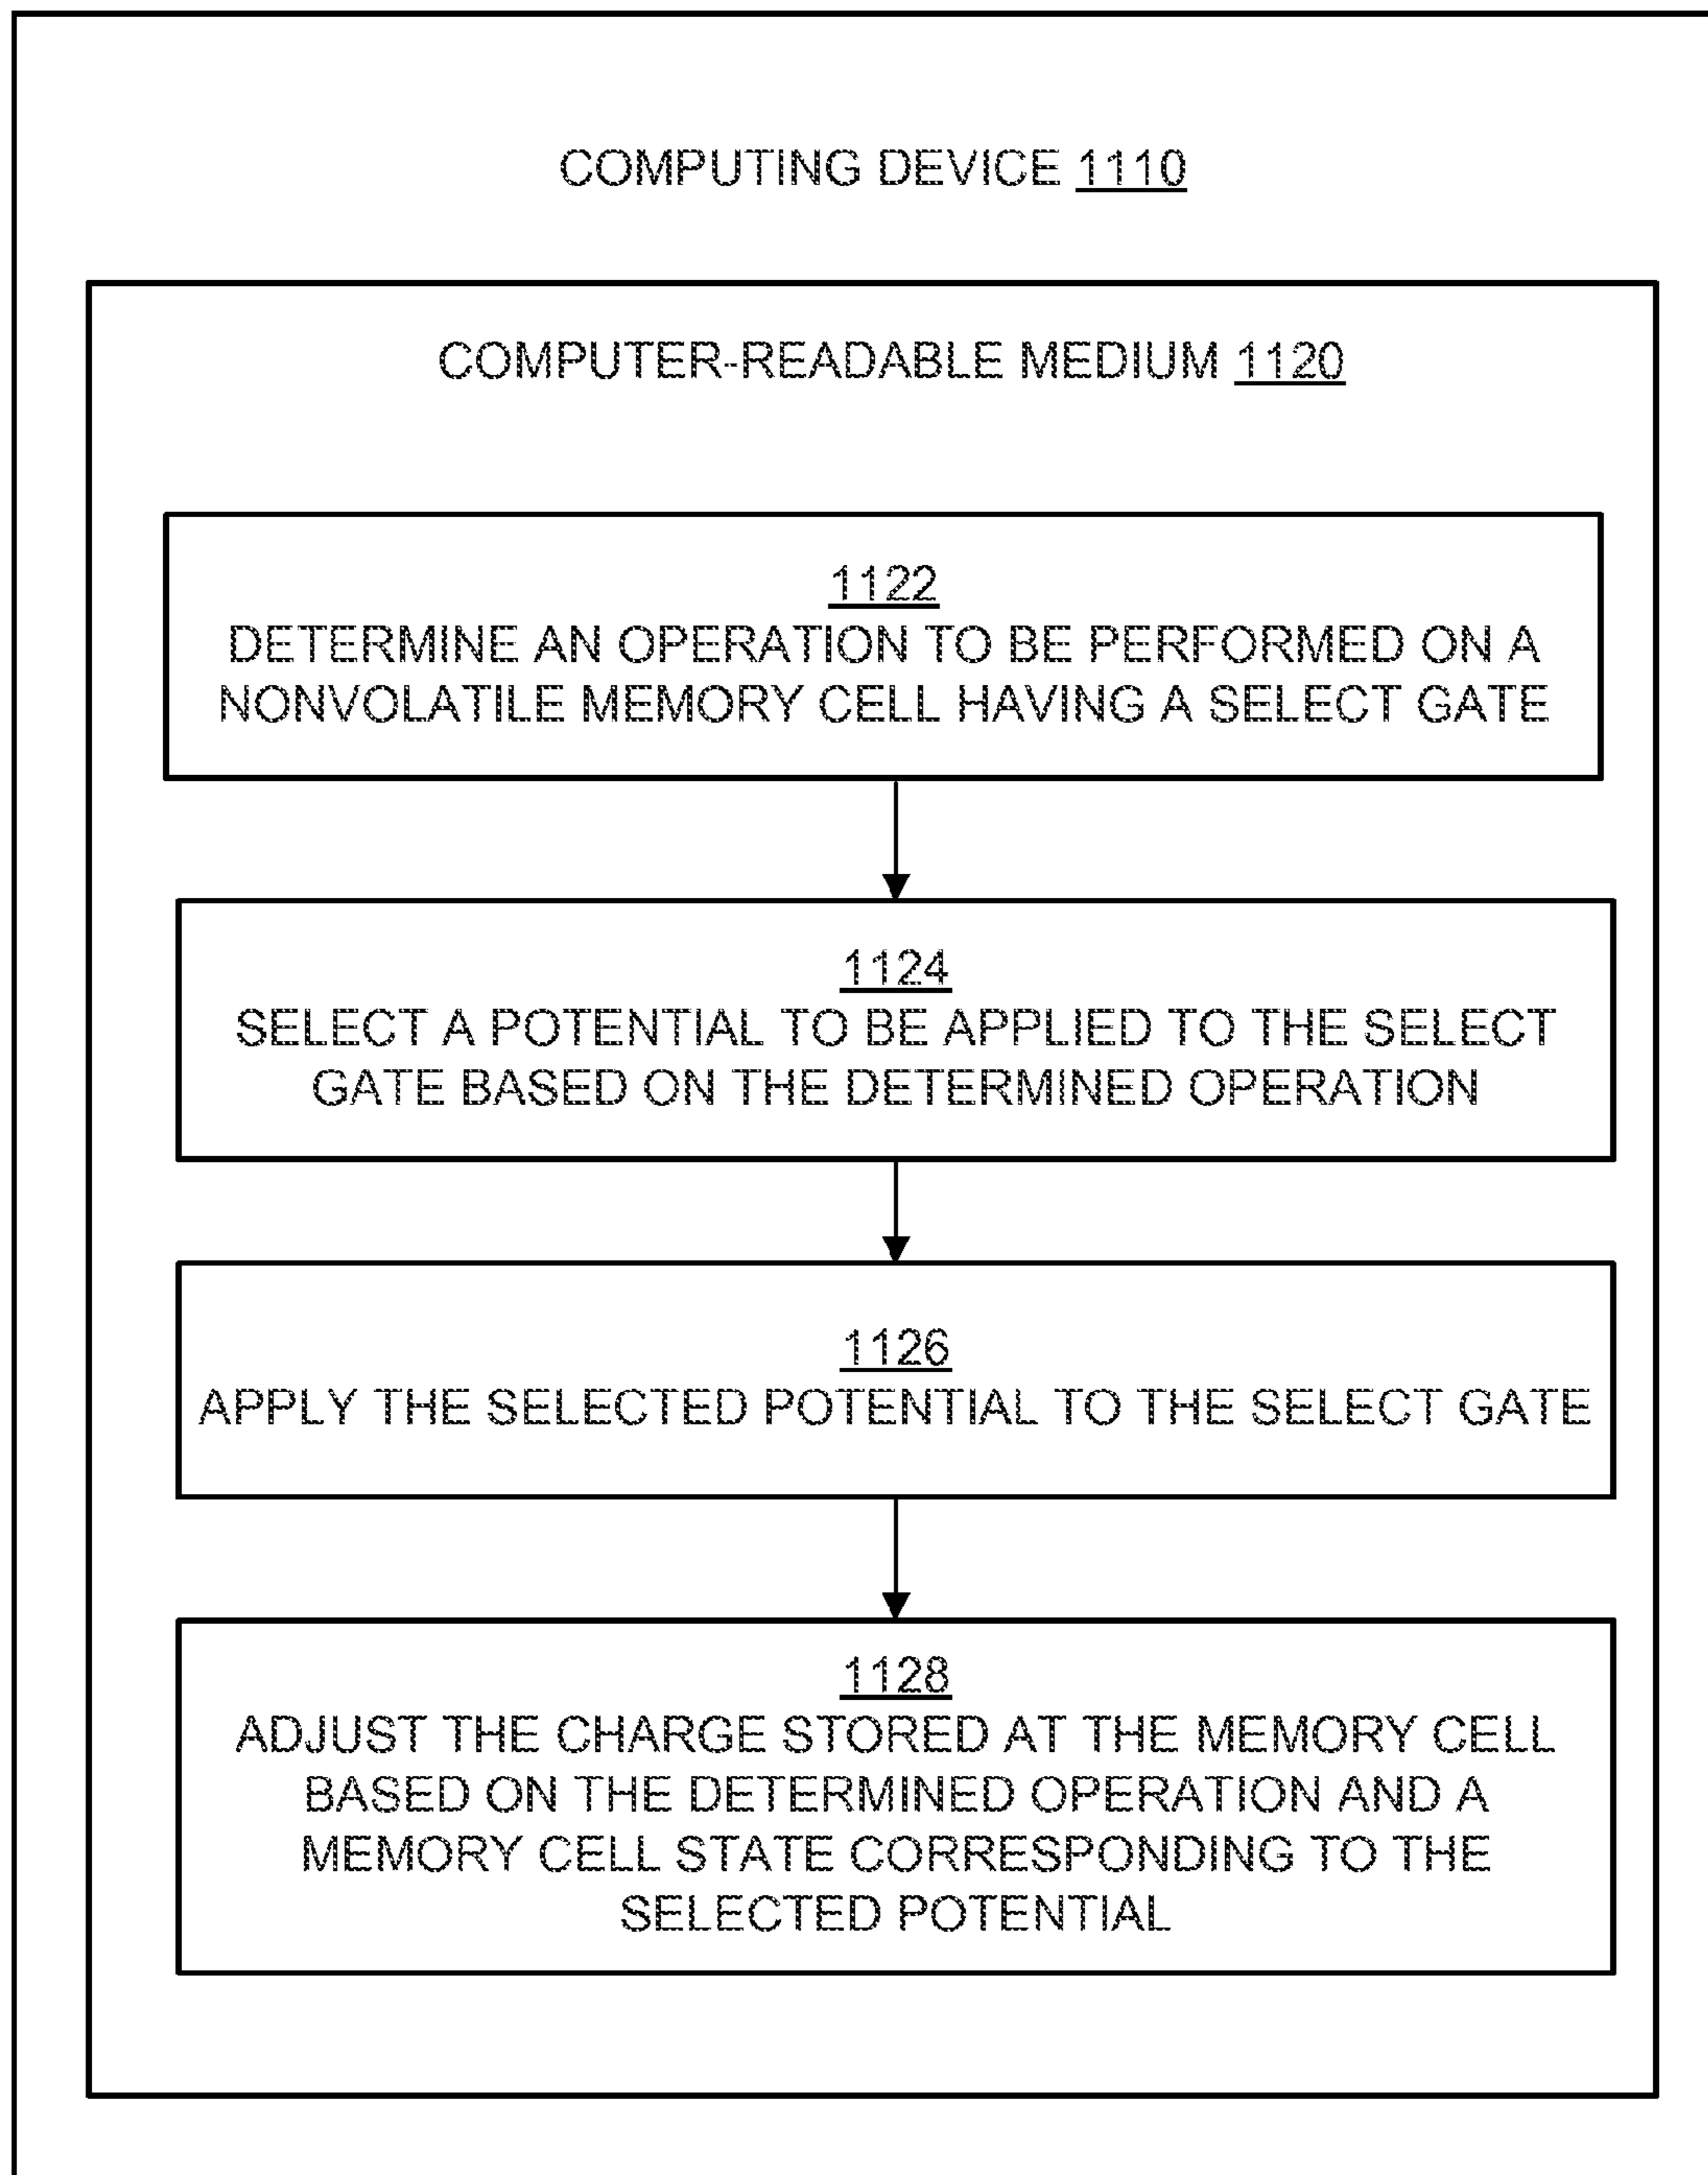 COMPUTING DEVICE 1110
COMPUTER-READABLE MEDIUM 1120
1122
DETERMINE AN OPERATION TO BE PERFORMED ON A
NONVOLATILE MEMORY CELL HAVING A SELECT GATE
1124
SELECT A POTENTIAL TO BE APPLIED TO THE SELECT
GATE BASED ON THE DETERMINED OPERATION
1126
APPLY THE SELECTED POTENTIAL TO THE SELECT GATE
1128
ADJUST THE CHARGE STORED AT THE MEMORY CELL
BASED ON THE DETERMINED OPERATION AND A
MEMORY CELL STATE CORRESPONDING TO THE
SELECTED POTENTIAL